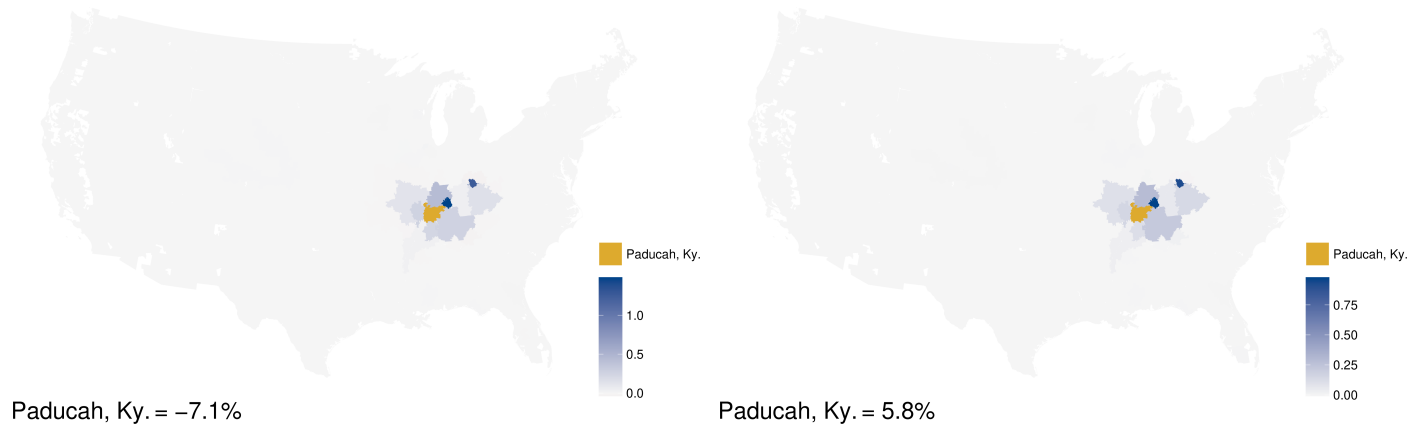 Paducah, Ky.
1.0
0.5
0.0
Paducah, Ky. = −7.1%
Paducah, Ky.
0.75
0.50
0.25
0.00
Paducah, Ky. = 5.8%